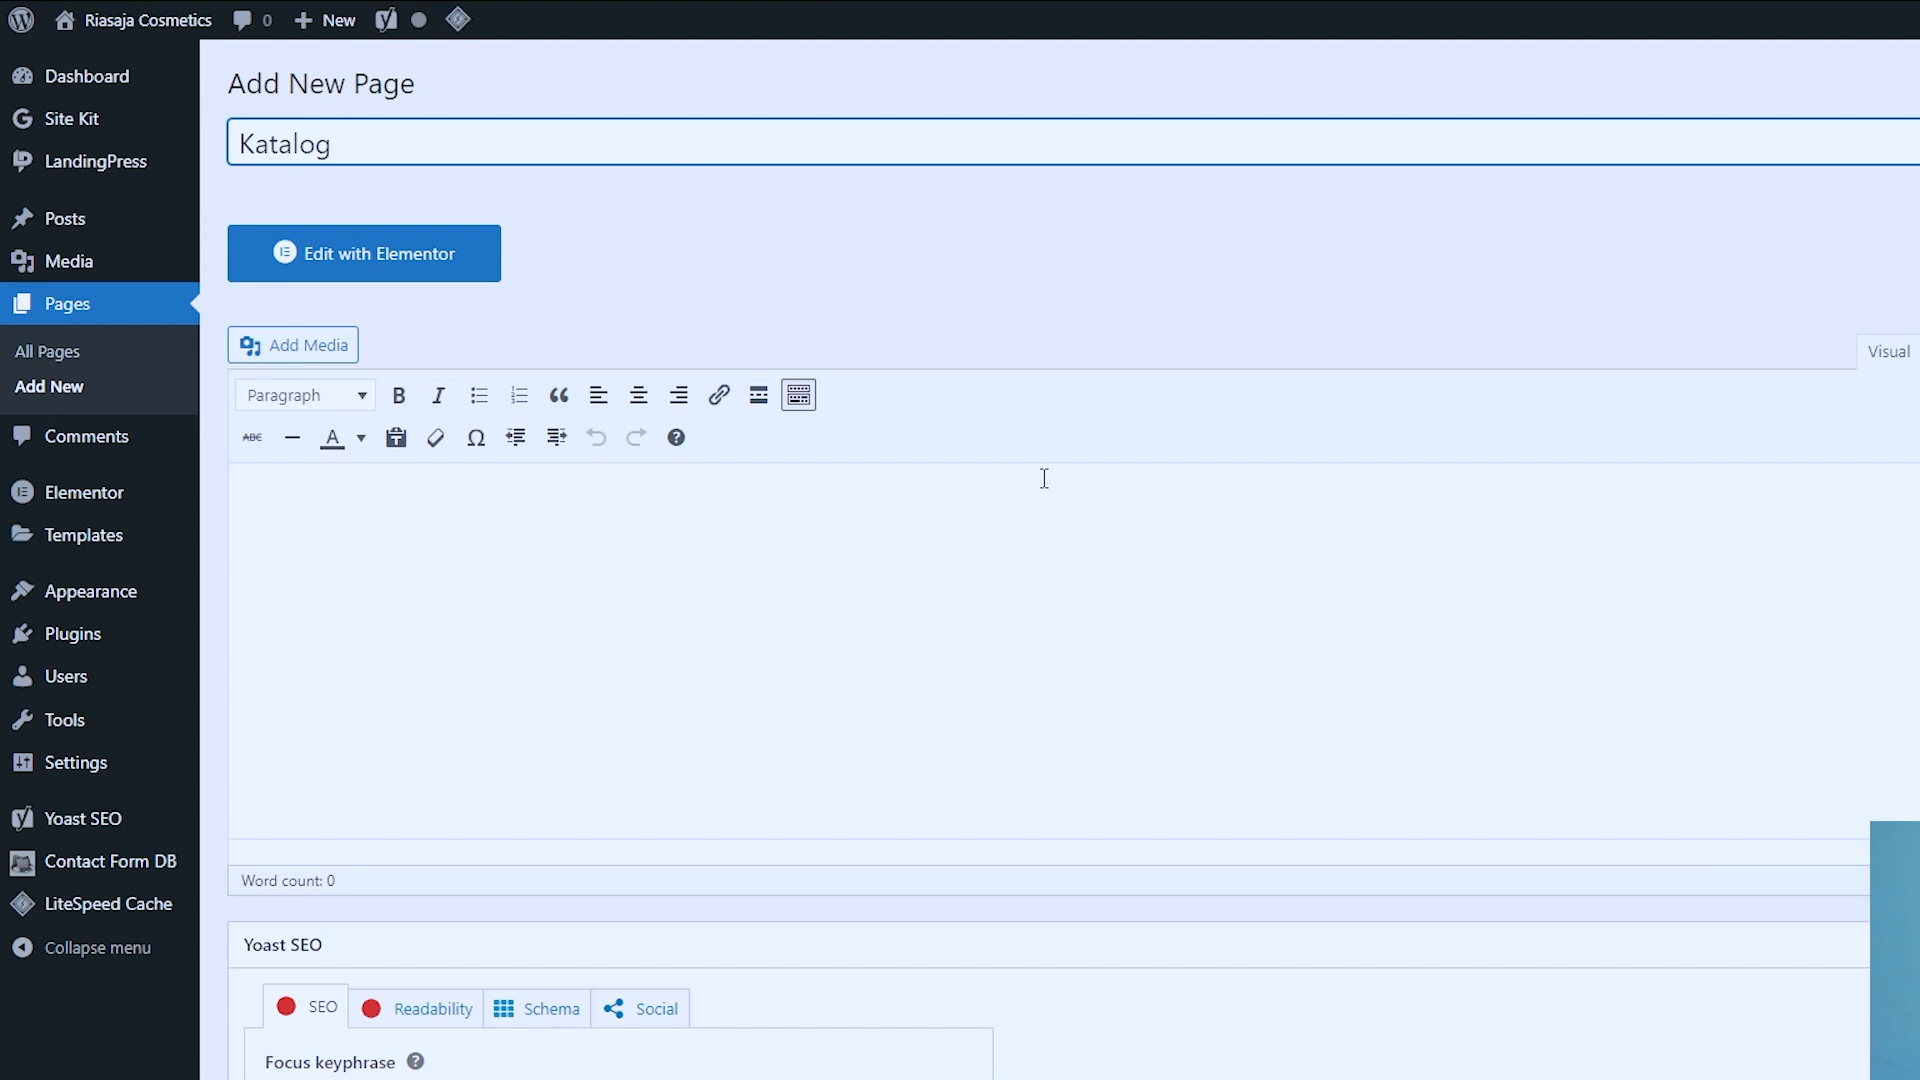 Riasaja Cosmetics 0 New
Dashboard
Site Kit
LandingPress
Posts
Media
Pages
All Pages
Add New
Comments
Elementor
Templates
Appearance
Plugins
Users
Tools
Settings
Yoast SEO
Contact Form DB
LiteSpeed Cache
Collapse menu
Add New Page
Katalog
Edit with Elementor
Add Media
Visual
Paragraph
ABC
Word count: 0
Yoast SEO
SEO Readability Schema Social
Focus keyphrase